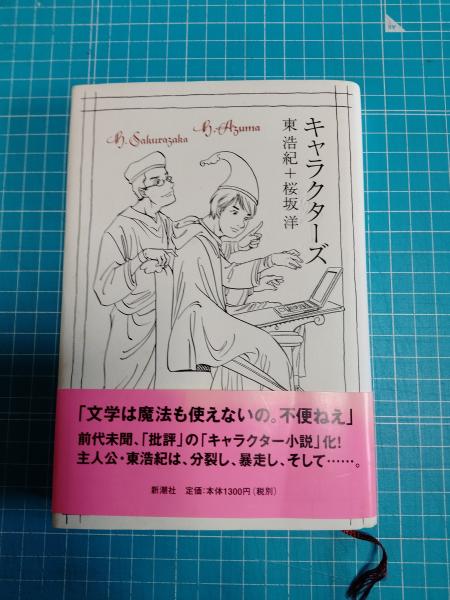 キャラクターズ
東 浩紀＋桜坂 洋
H. Sakurazaka
H. Azuma
「文学は魔法も使えないの。不便ねえ」
前代未聞、「批評」の「キャラクター小説」化！
主人公・東浩紀は、分裂し、暴走し、そして……。
新潮社　定価：本体1300円（税別）